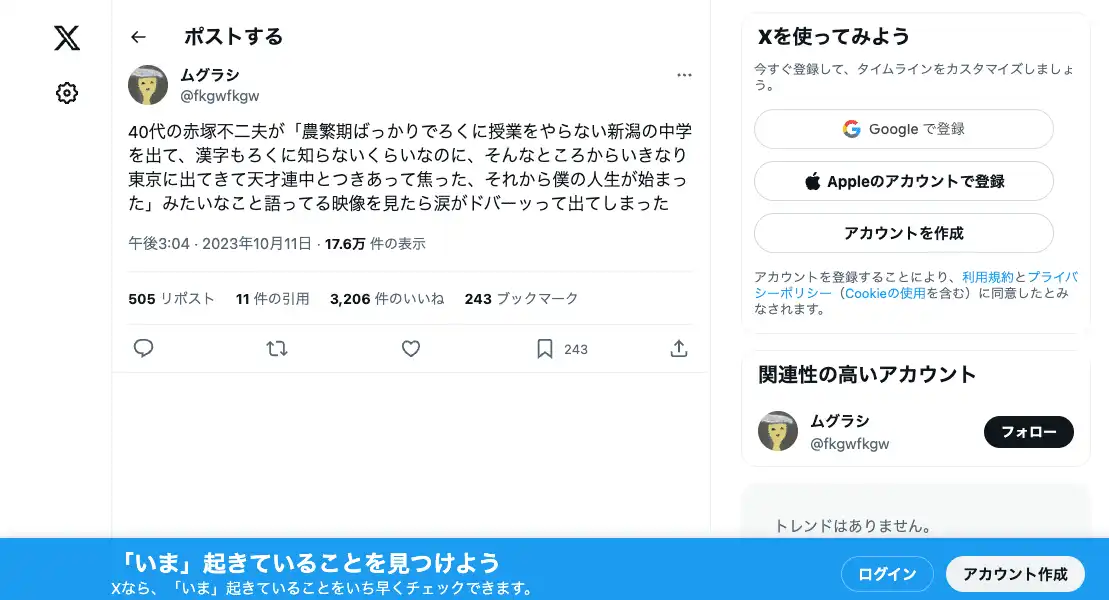 ポストする
ムグラシ
@fkgwfkgw
40代の赤塚不二夫が「農繁期ばっかりでろくに授業をやらない新潟の中学
を出て、漢字もろくに知らないくらいなのに、そんなところからいきなり
東京に出てきて天才連中とつきあって焦った、それから僕の人生が始まっ
た」みたいなこと語ってる映像を見たら涙がドバーッって出てしまった
午後3:04 · 2023年10月11日 · 17.6万 件の表示
505 リポスト 11 件の引用 3,206 件のいいね 243 ブックマーク
243
Xを使ってみよう
今すぐ登録して、タイムラインをカスタマイズしましょ
う。
Google で登録
Appleのアカウントで登録
アカウントを作成
アカウントを登録することにより、利用規約とプライバ
シーポリシー（Cookieの使用を含む）に同意したとみ
なされます。
関連性の高いアカウント
ムグラシ
@fkgwfkgw
フォロー
トレンドはありません。
「いま」起きていることを見つけよう
Xなら、「いま」起きていることをいち早くチェックできます。
ログイン
アカウント作成